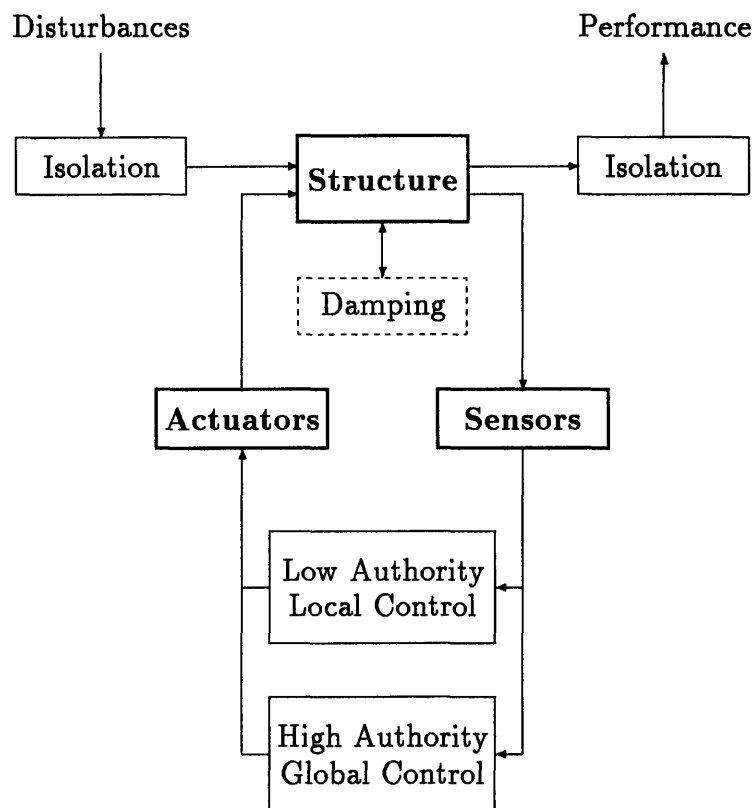 Disturbances
Performance
Isolation
Structure
Isolation
Damping
Actuators
Sensors
Low Authority
Local Control
High Authority
Global Control